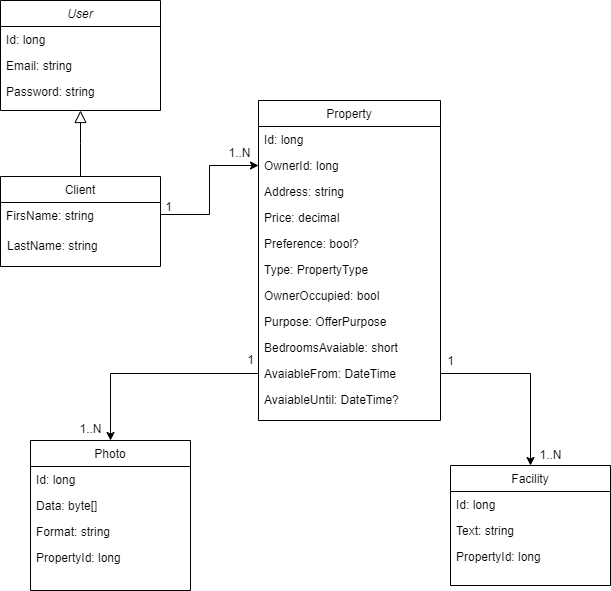 User
Id: long
Email: string
Password: string
Client
FirsName: string
LastName: string
1
1..N
Property
Id: long
OwnerId: long
Address: string
Price: decimal
Preference: bool?
Type: PropertyType
OwnerOccupied: bool
Purpose: OfferPurpose
BedroomsAvaiable: short
AvaiableFrom: DateTime
AvaiableUntil: DateTime?
1
1..N
Photo
Id: long
Data: byte[]
Format: string
PropertyId: long
1
1..N
Facility
Id: long
Text: string
PropertyId: long